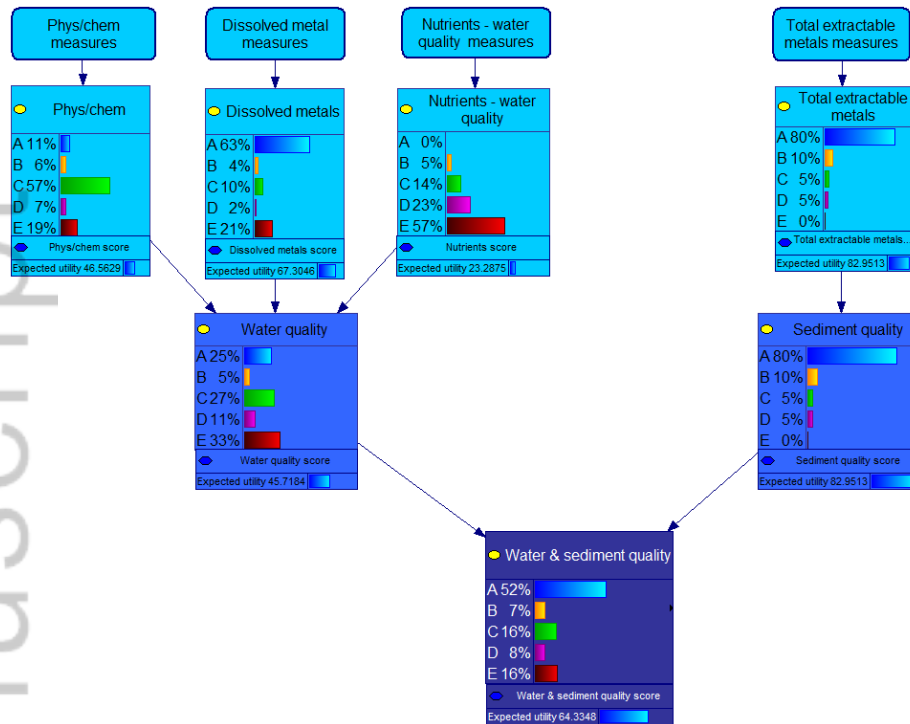 Phys/chem
measures
Dissolved metal
measures
Nutrients - water
quality measures
Total extractable
metals measures
Phys/chem
A 11%
B 6%
C 57%
D 7%
E 19%
Phys/chem score
Expected utility 46.5629
Dissolved metals
A 63%
B 4%
C 10%
D 2%
E 21%
Dissolved metals score
Expected utility 67.3046
Nutrients - water
quality
A 0%
B 5%
C 14%
D 23%
E 57%
Nutrients score
Expected utility 23.2875
Total extractable
metals
A 80%
B 10%
C 5%
D 5%
E 0%
Total extractable metals...
Expected utility 82.9513
Water quality
A 25%
B 5%
C 27%
D 11%
E 33%
Water quality score
Expected utility 45.7184
Sediment quality
A 80%
B 10%
C 5%
D 5%
E 0%
Sediment quality score
Expected utility 82.9513
Water & sediment quality
A 52%
B 7%
C 16%
D 8%
E 16%
Water & sediment quality score
Expected utility 64.3348